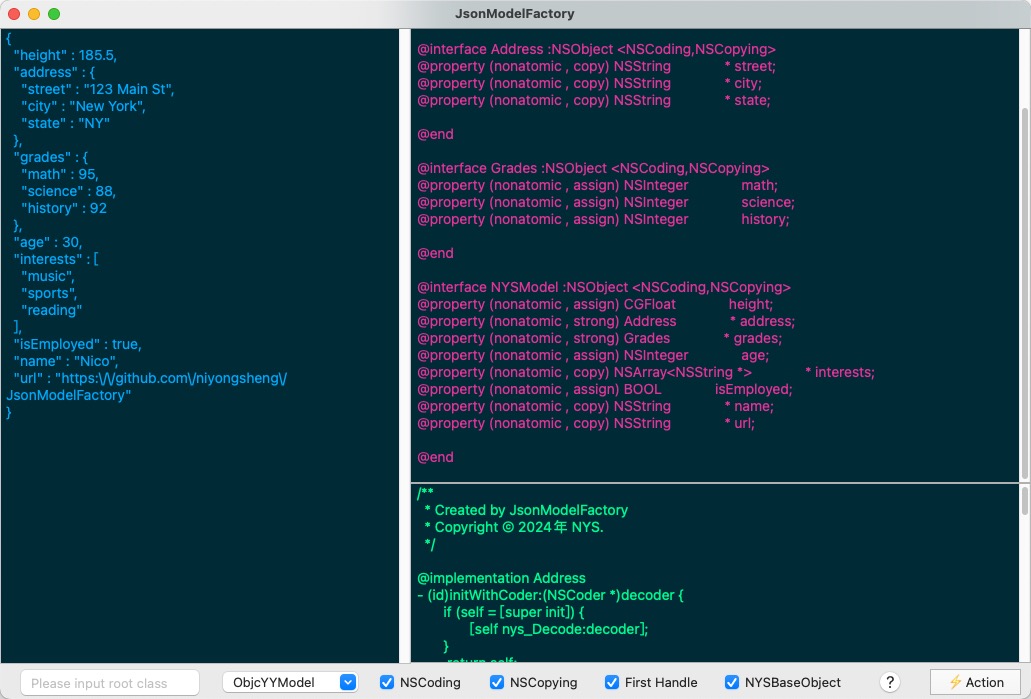 JsonModelFactory
{
"height" : 185.5,
"address" : {
"street" : "123 Main St",
"city" : "New York",
"state" : "NY"
},
"grades" : {
"math" : 95,
"science" : 88,
"history" : 92
},
"age" : 30,
"interests" : [
"music",
"sports",
"reading"
],
"isEmployed" : true,
"name" : "Nico",
"url" : "https:\/\/github.com\/niyongsheng\/
JsonModelFactory"
}
@interface Address :NSObject <NSCoding,NSCopying>
@property (nonatomic , copy) NSString * street;
@property (nonatomic , copy) NSString * city;
@property (nonatomic , copy) NSString * state;
@end
@interface Grades :NSObject <NSCoding,NSCopying>
@property (nonatomic , assign) NSInteger math;
@property (nonatomic , assign) NSInteger science;
@property (nonatomic , assign) NSInteger history;
@end
@interface NYSModel :NSObject <NSCoding,NSCopying>
@property (nonatomic , assign) CGFloat height;
@property (nonatomic , strong) Address * address;
@property (nonatomic , strong) Grades * grades;
@property (nonatomic , assign) NSInteger age;
@property (nonatomic , copy) NSArray<NSString *> * interests;
@property (nonatomic , assign) BOOL isEmployed;
@property (nonatomic , copy) NSString * name;
@property (nonatomic , copy) NSString * url;
@end
/**
* Created by JsonModelFactory
* Copyright © 2024年 NYS.
*/
@implementation Address
- (id)initWithCoder:(NSCoder *)decoder {
if (self = [super init]) {
[self nys_Decode:decoder];
}
return self;
Please input root class
ObjcYYModel
NSCoding
NSCopying
First Handle
NYSBaseObject
?
⚡ Action